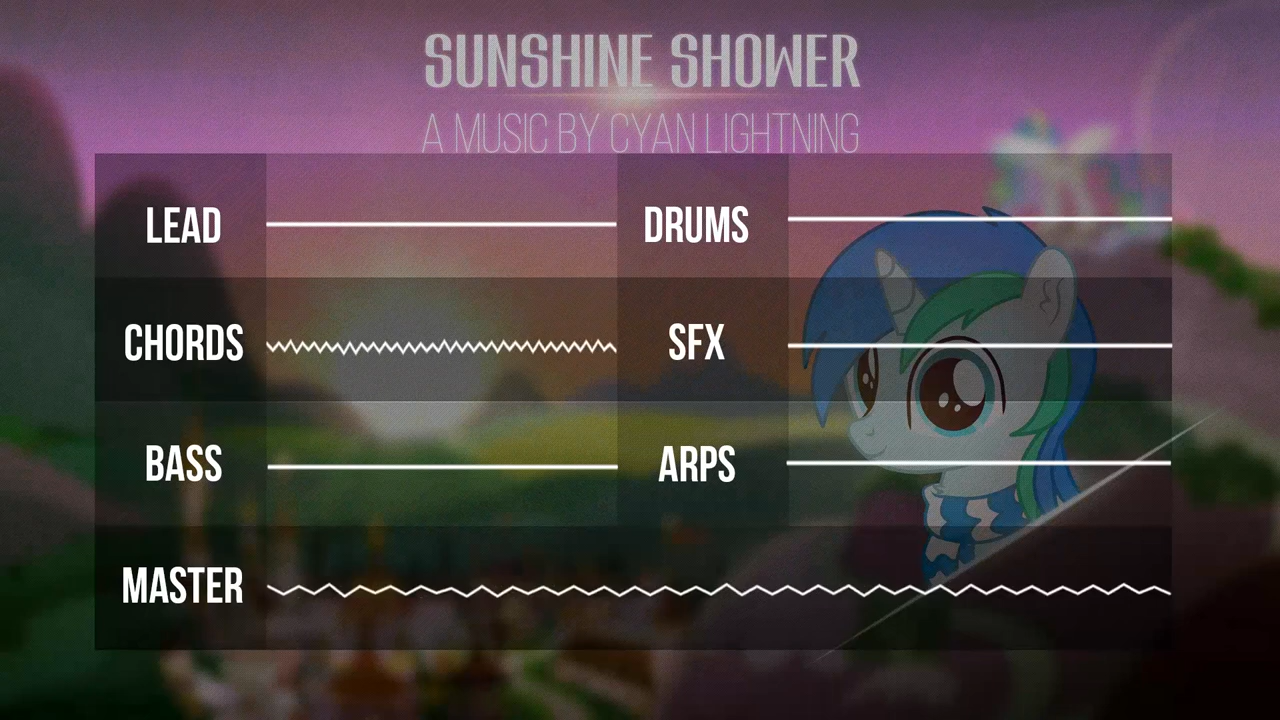 SUNSHINE SHOWER
A MUSIC BY CYAN LIGHTNING
LEAD
DRUMS
CHORDS
SFX
BASS
ARPS
MASTER